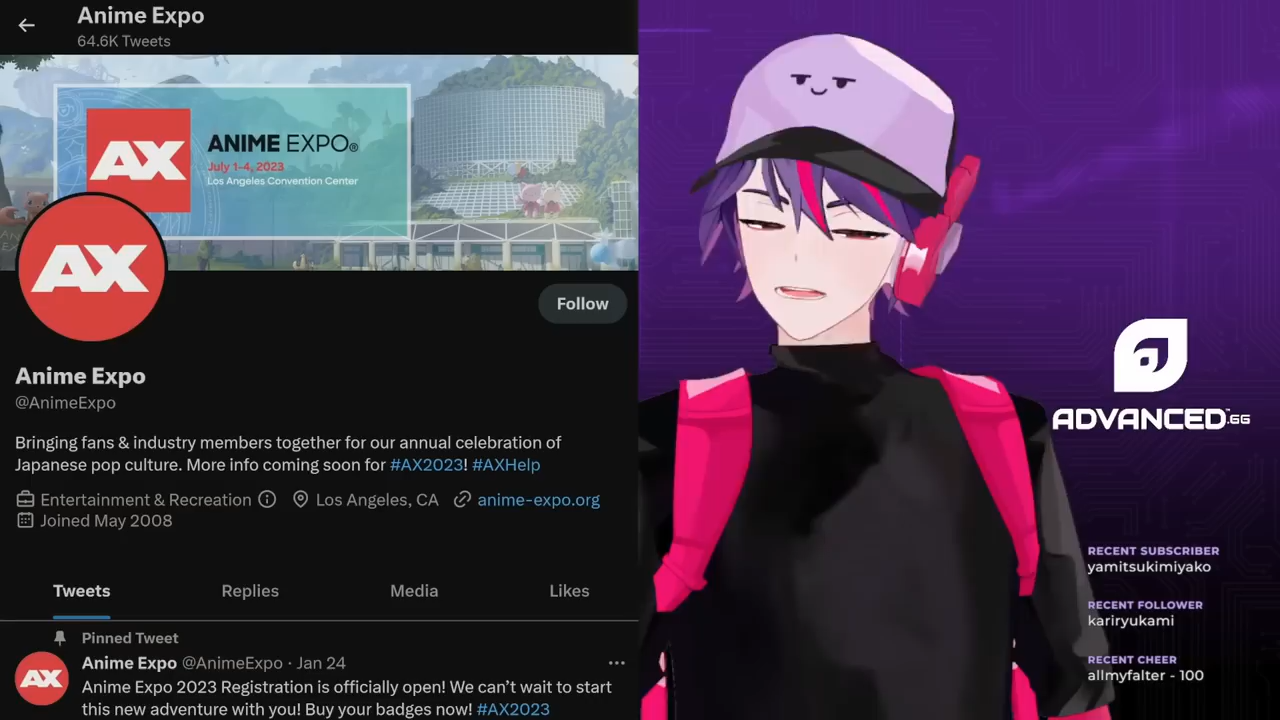 Anime Expo
64.6K Tweets
AX
ANIME EXPO®
July 1-4, 2023
Los Angeles Convention Center
AX
Follow
Anime Expo
@AnimeExpo
Bringing fans & industry members together for our annual celebration of
Japanese pop culture. More info coming soon for #AX2023! #AXHelp
Entertainment & Recreation
Los Angeles, CA
anime-expo.org
Joined May 2008
Tweets
Replies
Media
Likes
Pinned Tweet
AX
Anime Expo @AnimeExpo · Jan 24
Anime Expo 2023 Registration is officially open! We can’t wait to start
this new adventure with you! Buy your badges now! #AX2023
ADVANCED™.GG
RECENT SUBSCRIBER
yamitsukimiyako
RECENT FOLLOWER
kariryukami
RECENT CHEER
allmyfalter - 100